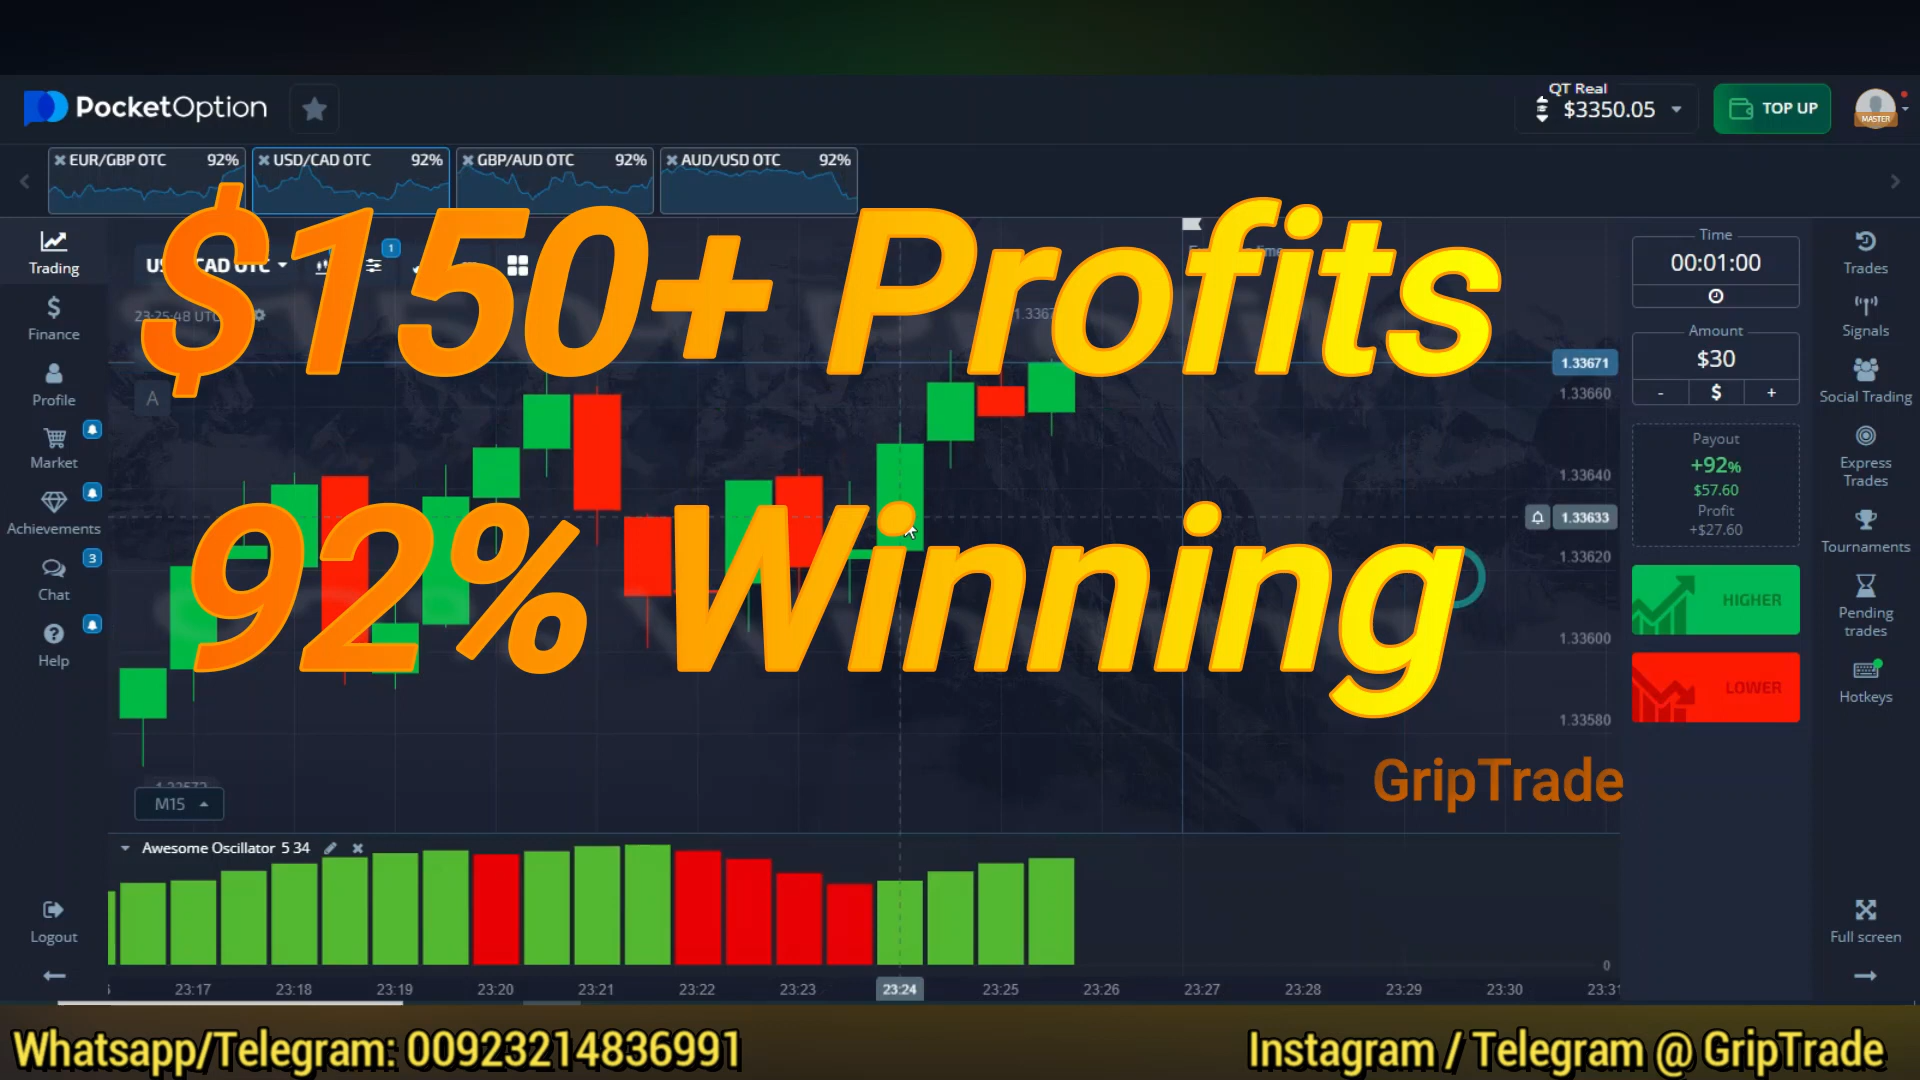 PocketOption
QT Real
$3350.05
TOP UP
MASTER
EUR/GBP OTC 92%
USD/CAD OTC 92%
GBP/AUD OTC 92%
AUD/USD OTC 92%
$150+ Profits
92% Winning
GripTrade
Trading
Finance
Profile
Market
Achievements
3
Chat
Help
Logout
1
A
M15
1.33671
1.33660
1.33640
1.33633
1.33620
1.33600
1.33580
Awesome Oscillator 5 34
0
23:17 23:18 23:19 23:20 23:21 23:22 23:23 23:24 23:25 23:26 23:27 23:28 23:29 23:30 23:31
Time
00:01:00
Amount
$30
- $ +
Payout
+92%
$57.60
Profit
+$27.60
HIGHER
LOWER
Trades
Signals
Social Trading
Express
Trades
Tournaments
Pending
trades
Hotkeys
Full screen
Whatsapp/Telegram: 00923214836991
Instagram / Telegram @ GripTrade